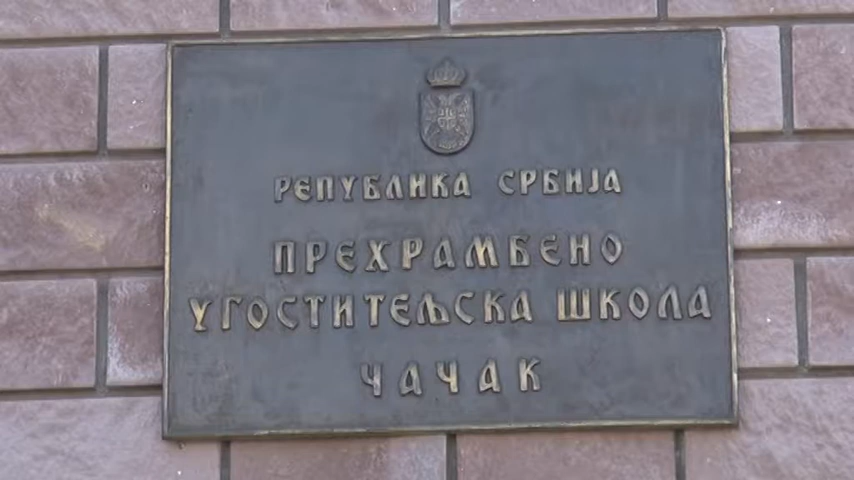 РЕПУБЛИКА СРБИЈА
ПРЕХРАМБЕНО
УГОСТИТЕЉСКА ШКОЛА
ЧАЧАК